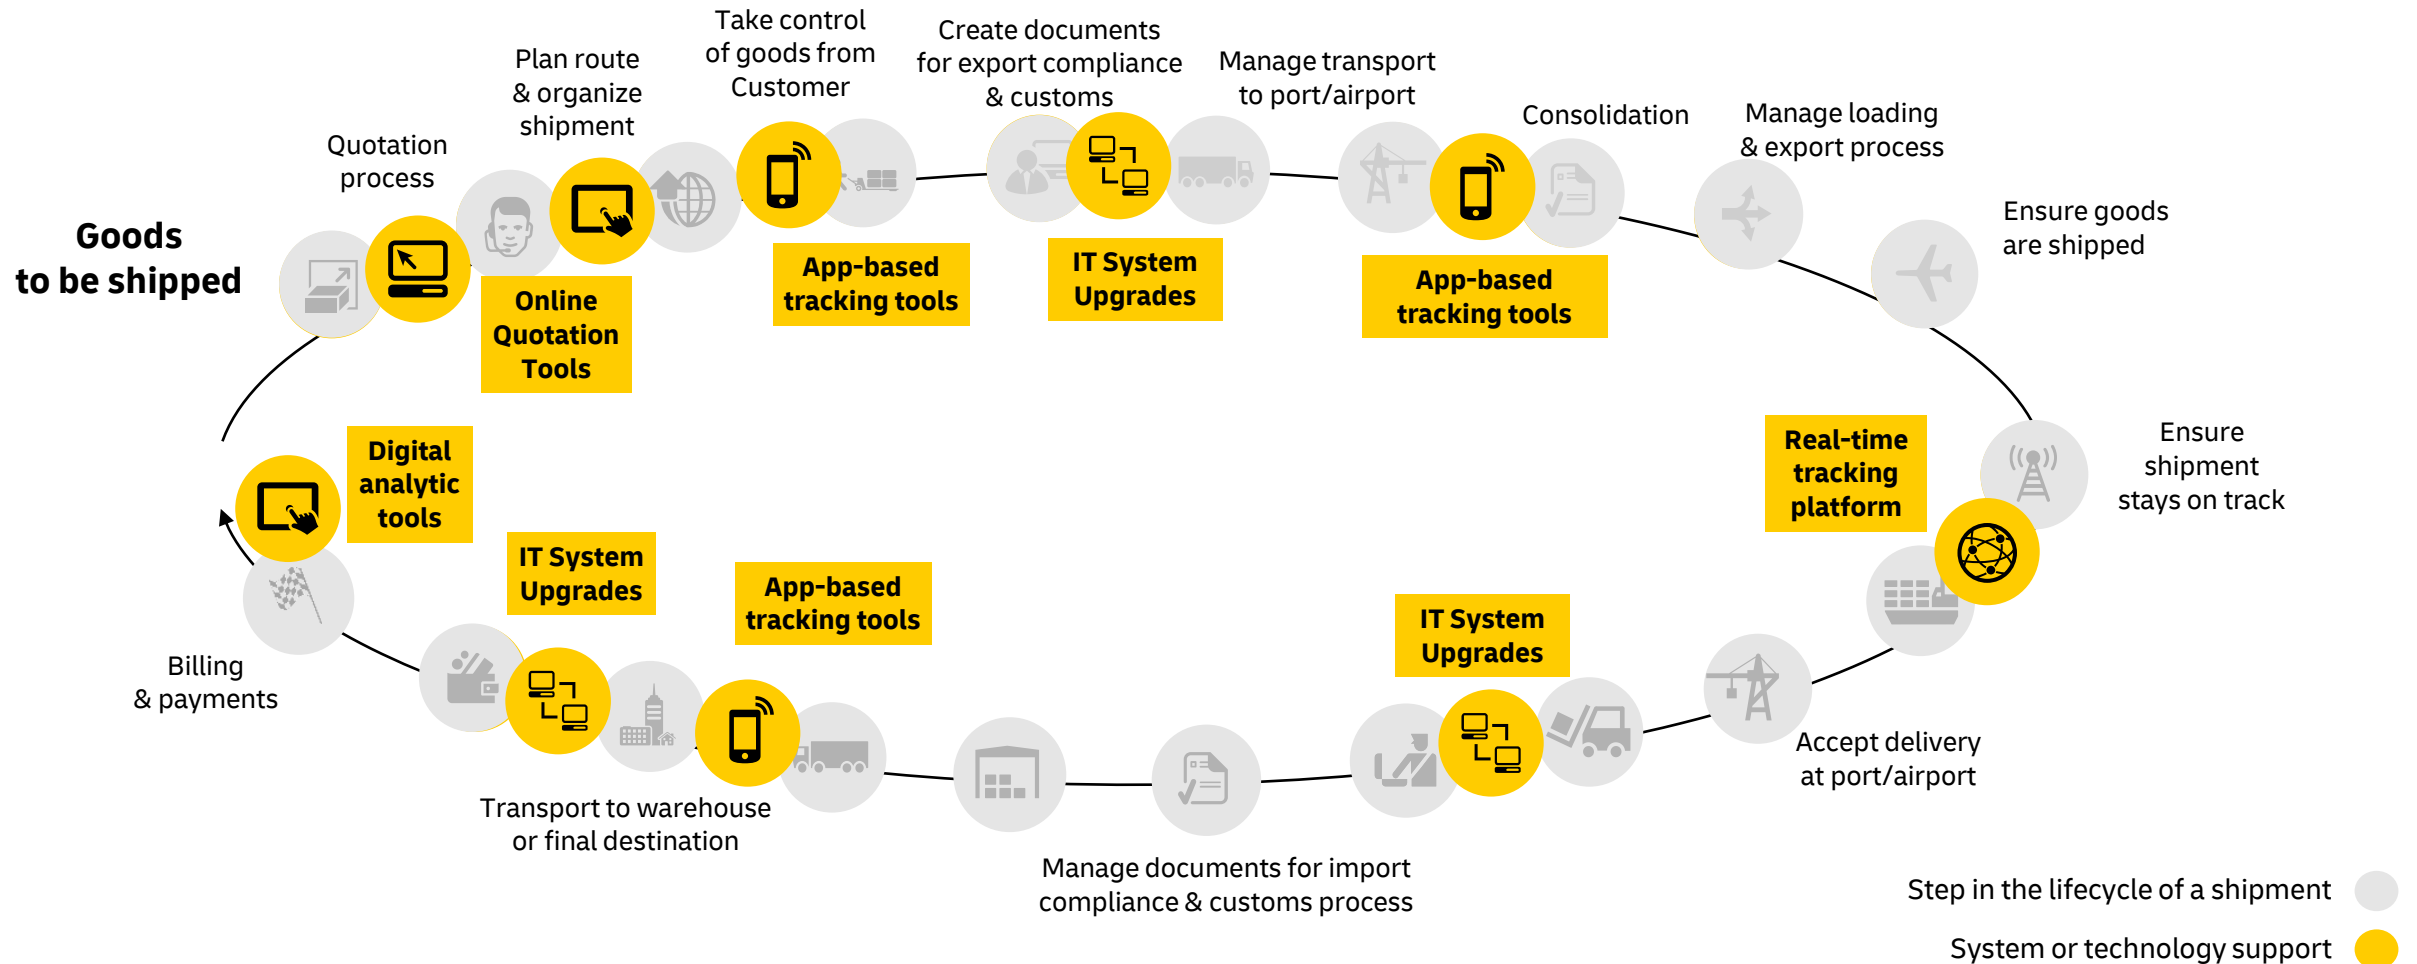 Goods
to be shipped
Quotation
process
Plan route
& organize
shipment
Take control
of goods from
Customer
Create documents
for export compliance
& customs
Manage transport
to port/airport
Consolidation
Manage loading
& export process
Ensure goods
are shipped
Online
Quotation
Tools
App-based
tracking tools
IT System
Upgrades
App-based
tracking tools
Real-time
tracking
platform
Ensure
shipment
stays on track
Digital
analytic
tools
IT System
Upgrades
App-based
tracking tools
IT System
Upgrades
Billing
& payments
Transport to warehouse
or final destination
Manage documents for import
compliance & customs process
Accept delivery
at port/airport
Step in the lifecycle of a shipment
System or technology support